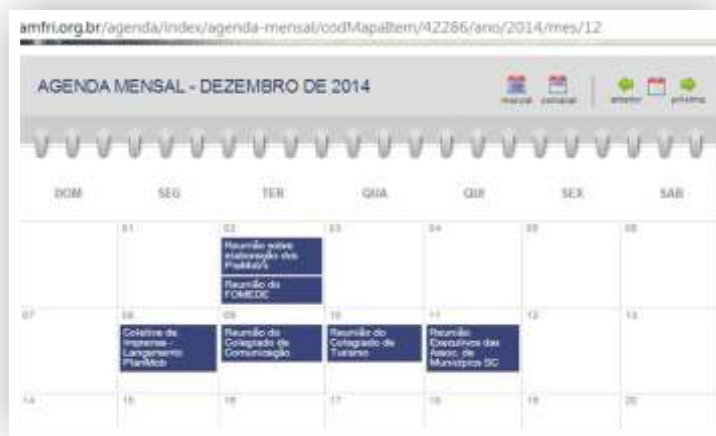 amfri.org.br/agenda/index/agenda-mensal/codMapaItem/42266/ano/2014/mes/12
AGENDA MENSAL - DEZEMBRO DE 2014
mensal semanal anterior próximo
DOM SEG TER QUA QUI SEX SAB
01 02 03 04 05 06
Reunião sobre
elaboração dos
PlaMob's
Reunião do
FOMEDE
07 08 09 10 11 12 13
Coletiva de
Imprensa -
Lançamento
PlanMob
Reunião do
Colegiado de
Comunicação
Reunião do
Colegiado de
Turismo
Reunião
Executivos das
Assoc. de
Municípios SC
14 15 16 17 18 19 20